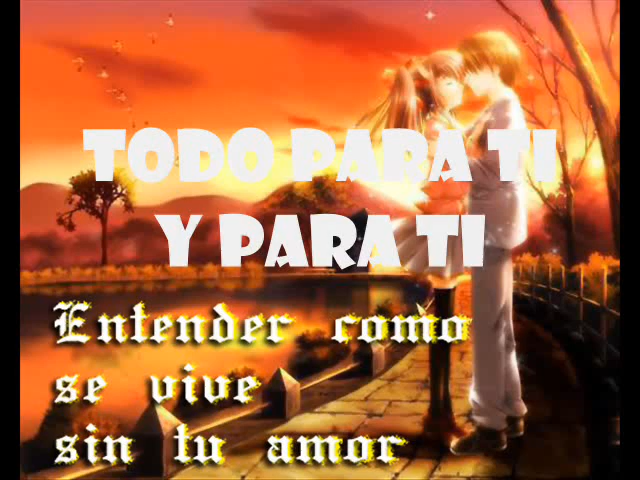 TODO PARA TI
Y PARA TI
Entender como
se vive
sin tu amor